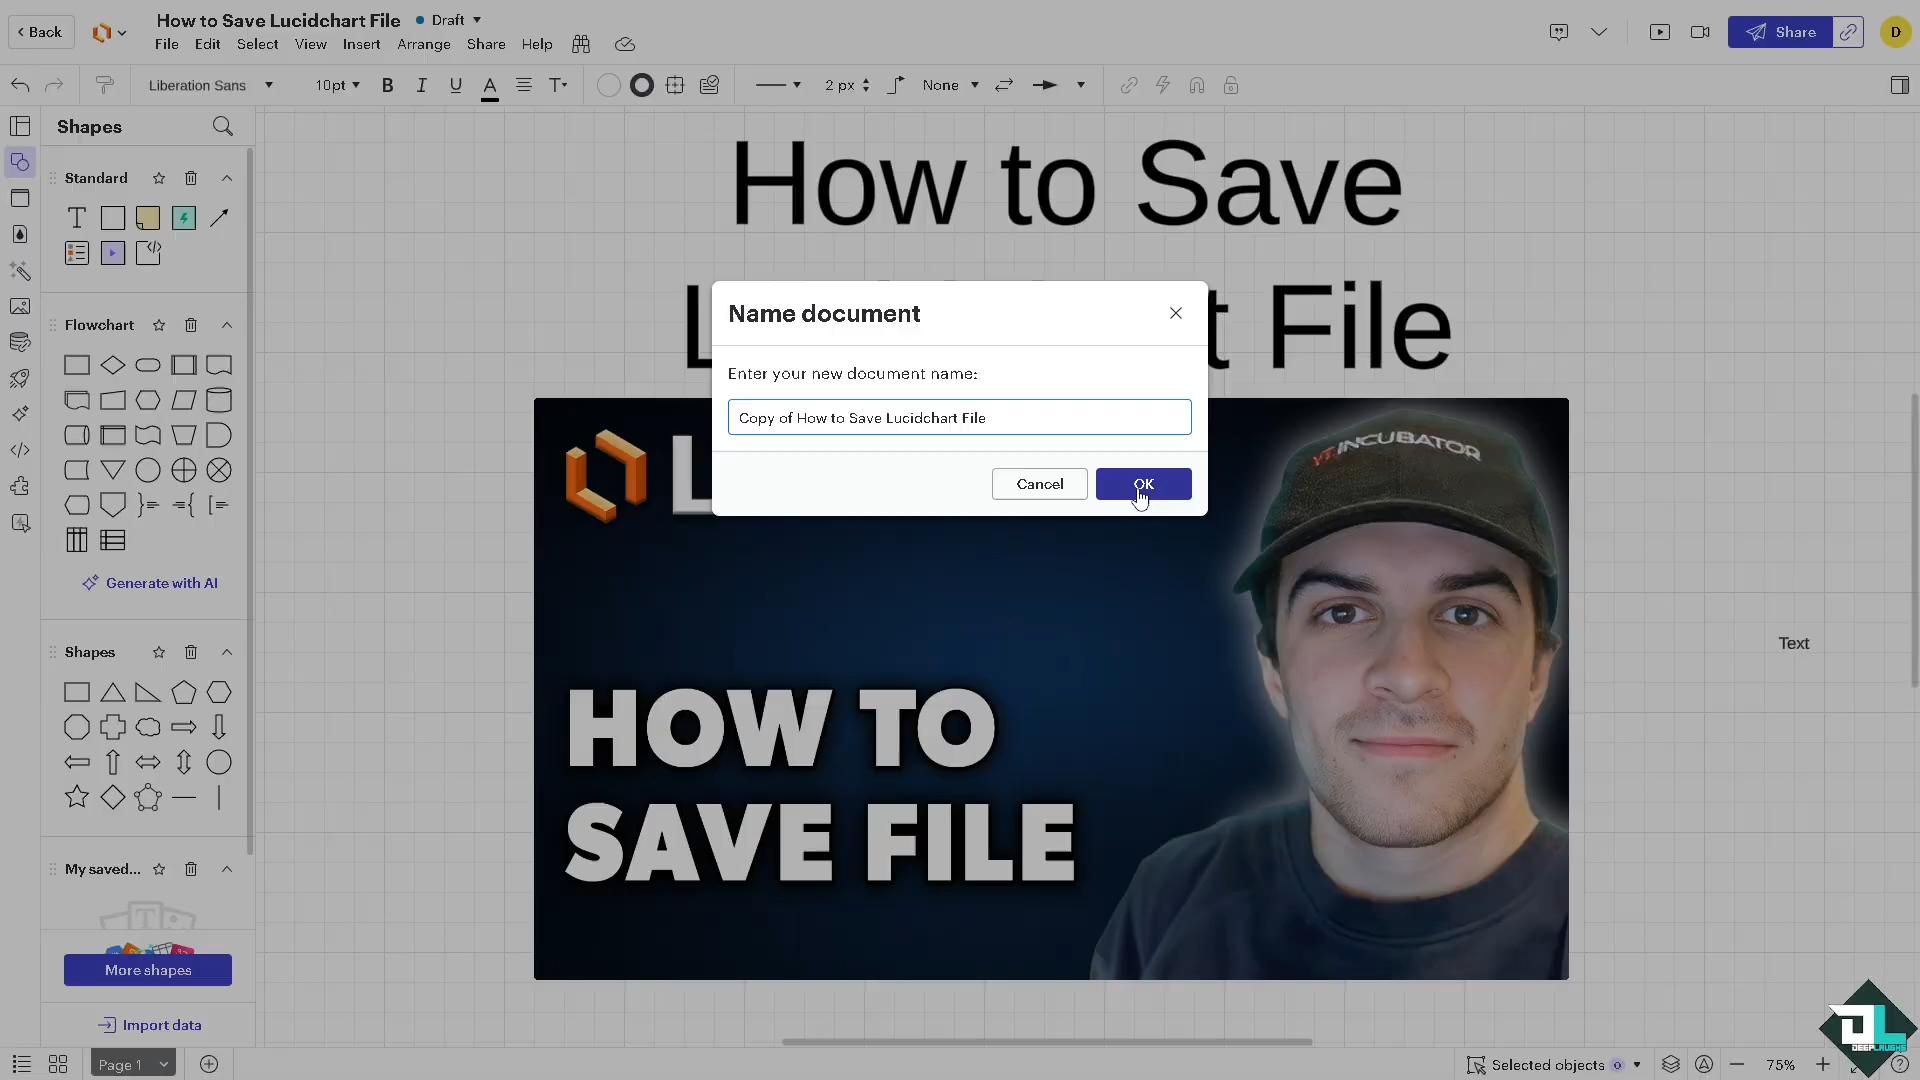 Back
How to Save Lucidchart File
Draft
File Edit Select View Insert Arrange Share Help
Share
D
Liberation Sans
10pt
B I U A T
2 px
None
Shapes
Standard
T
Flowchart
Generate with AI
Shapes
My saved...
More shapes
Import data
How to Save
L t File
Name document
Enter your new document name:
Copy of How to Save Lucidchart File
Cancel
OK
L
YT.INCUBATOR
HOW TO
SAVE FILE
Text
Page 1
Selected objects 0
75%
JL
DEEPLAUGHS